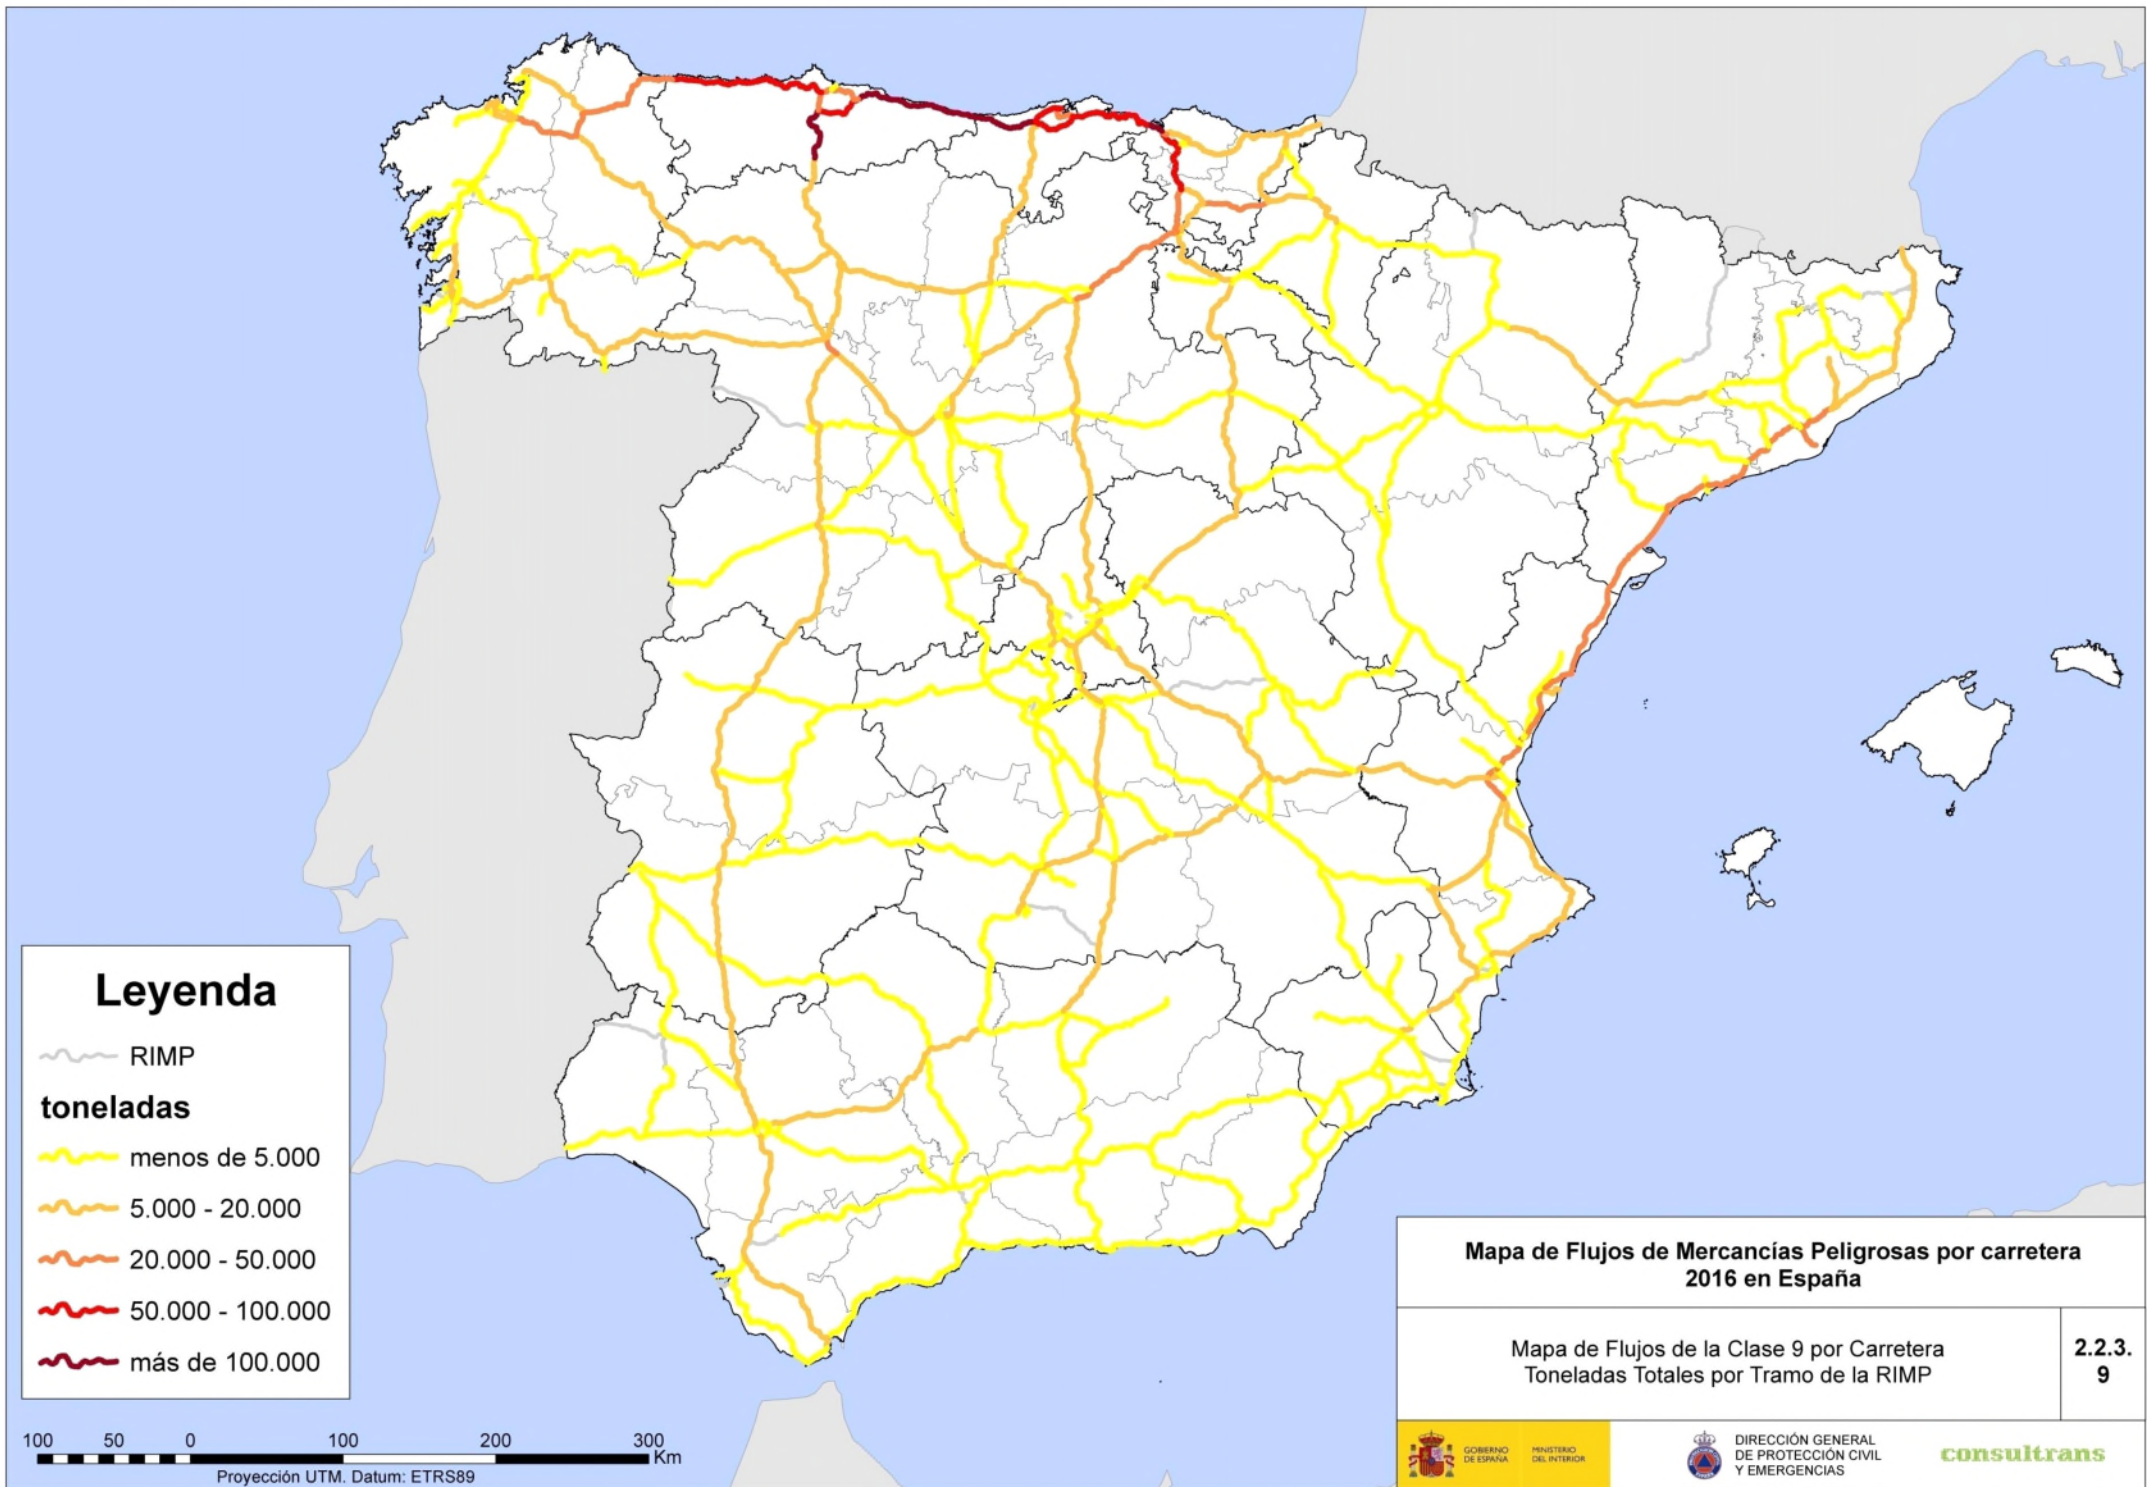 Leyenda
RIMP
toneladas
menos de 5.000
5.000 - 20.000
20.000 - 50.000
50.000 - 100.000
más de 100.000
100 50 0 100 200 300
Km
Proyección UTM. Datum: ETRS89
Mapa de Flujos de Mercancías Peligrosas por carretera
2016 en España
Mapa de Flujos de la Clase 9 por Carretera
Toneladas Totales por Tramo de la RIMP
2.2.3.
9
GOBIERNO
DE ESPAÑA
MINISTERIO
DEL INTERIOR
DIRECCIÓN GENERAL
DE PROTECCIÓN CIVIL
Y EMERGENCIAS
consultrans